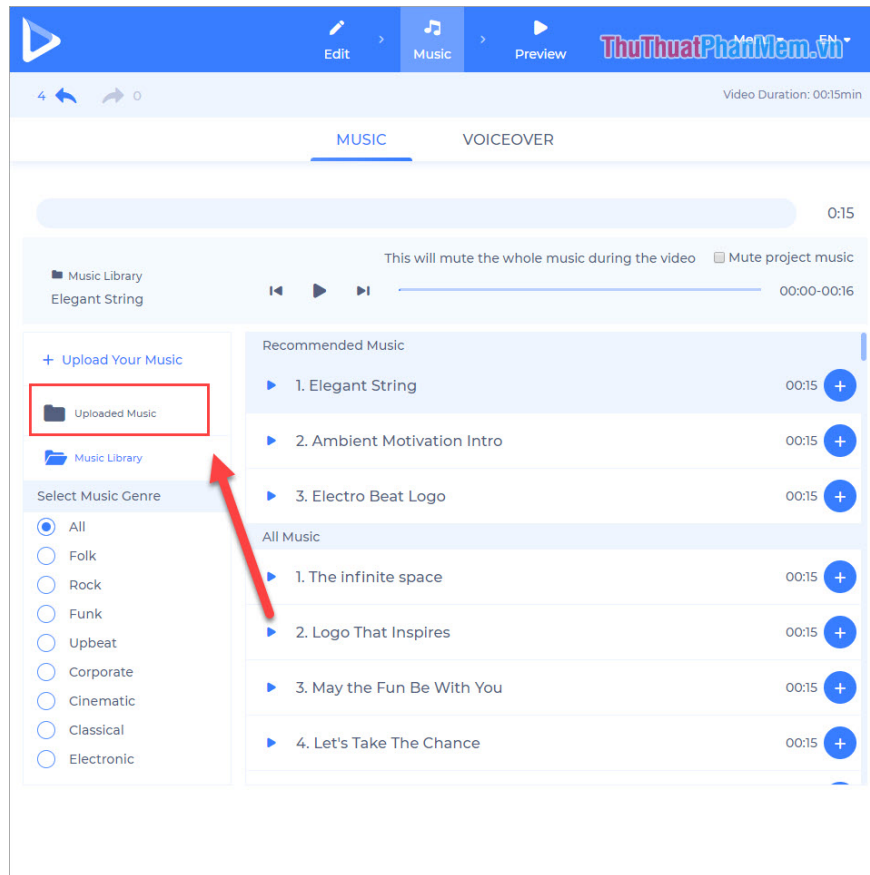 Edit
Music
Preview
ThuThuatPhanMem.vn
EN
4
0
Video Duration: 00:15min
MUSIC
VOICEOVER
0:15
This will mute the whole music during the video
Mute project music
Music Library
Elegant String
00:00-00:16
+ Upload Your Music
Uploaded Music
Music Library
Select Music Genre
All
Folk
Rock
Funk
Upbeat
Corporate
Cinematic
Classical
Electronic
Recommended Music
1. Elegant String 00:15
2. Ambient Motivation Intro 00:15
3. Electro Beat Logo 00:15
All Music
1. The infinite space 00:15
2. Logo That Inspires 00:15
3. May the Fun Be With You 00:15
4. Let's Take The Chance 00:15